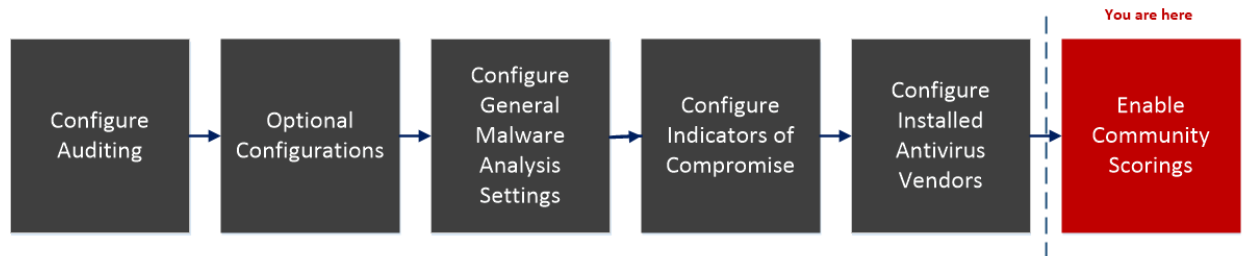 You are here
Configure
Auditing
Optional
Configurations
Configure
General
Malware
Analysis
Settings
Configure
Indicators of
Compromise
Configure
Installed
Antivirus
Vendors
Enable
Community
Scorings